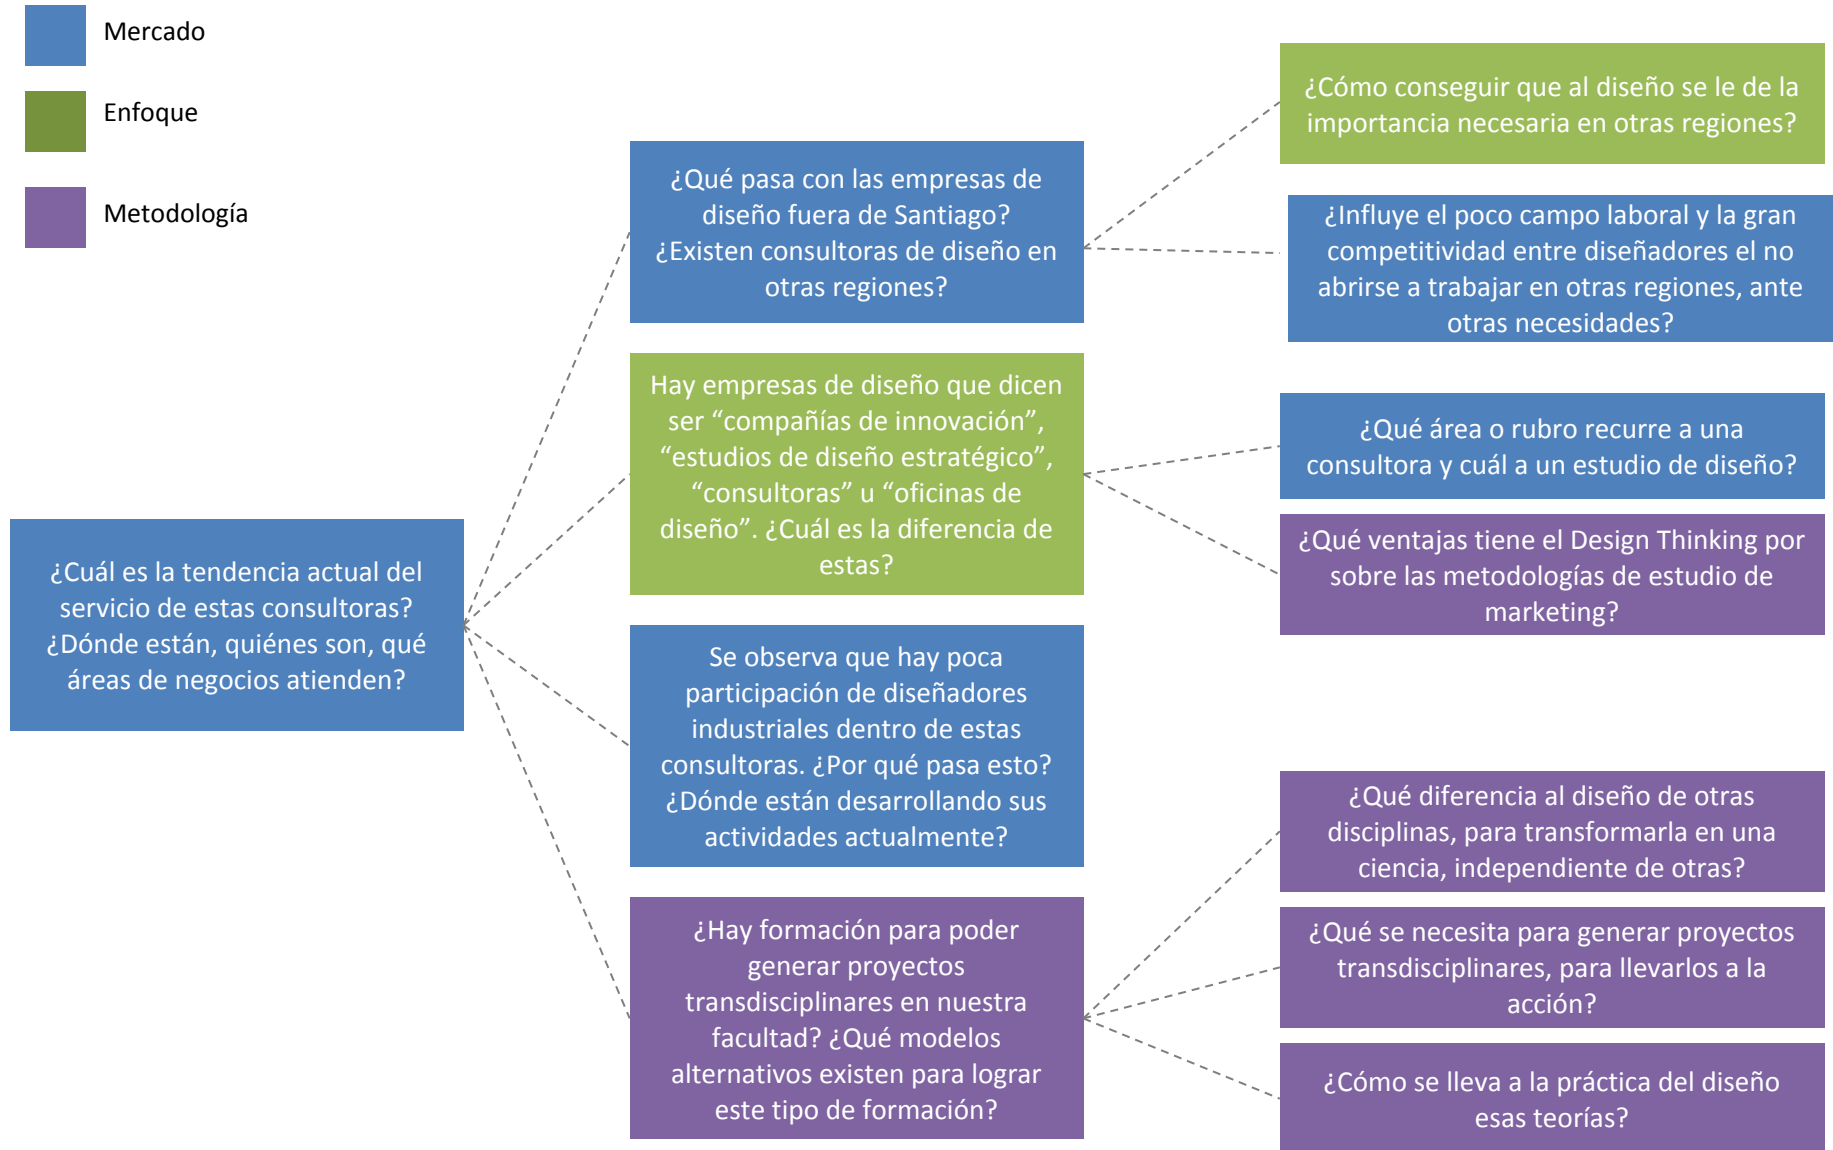 Mercado
Enfoque
Metodología
¿Cuál es la tendencia actual del
servicio de estas consultoras?
¿Dónde están, quiénes son, qué
áreas de negocios atienden?
¿Qué pasa con las empresas de
diseño fuera de Santiago?
¿Existen consultoras de diseño en
otras regiones?
Hay empresas de diseño que dicen
ser “compañías de innovación”,
“estudios de diseño estratégico”,
“consultoras” u “oficinas de
diseño”. ¿Cuál es la diferencia de
estas?
Se observa que hay poca
participación de diseñadores
industriales dentro de estas
consultoras. ¿Por qué pasa esto?
¿Dónde están desarrollando sus
actividades actualmente?
¿Hay formación para poder
generar proyectos
transdisciplinares en nuestra
facultad? ¿Qué modelos
alternativos existen para lograr
este tipo de formación?
¿Cómo conseguir que al diseño se le de la
importancia necesaria en otras regiones?
¿Influye el poco campo laboral y la gran
competitividad entre diseñadores el no
abrirse a trabajar en otras regiones, ante
otras necesidades?
¿Qué área o rubro recurre a una
consultora y cuál a un estudio de diseño?
¿Qué ventajas tiene el Design Thinking por
sobre las metodologías de estudio de
marketing?
¿Qué diferencia al diseño de otras
disciplinas, para transformarla en una
ciencia, independiente de otras?
¿Qué se necesita para generar proyectos
transdisciplinares, para llevarlos a la
acción?
¿Cómo se lleva a la práctica del diseño
esas teorías?